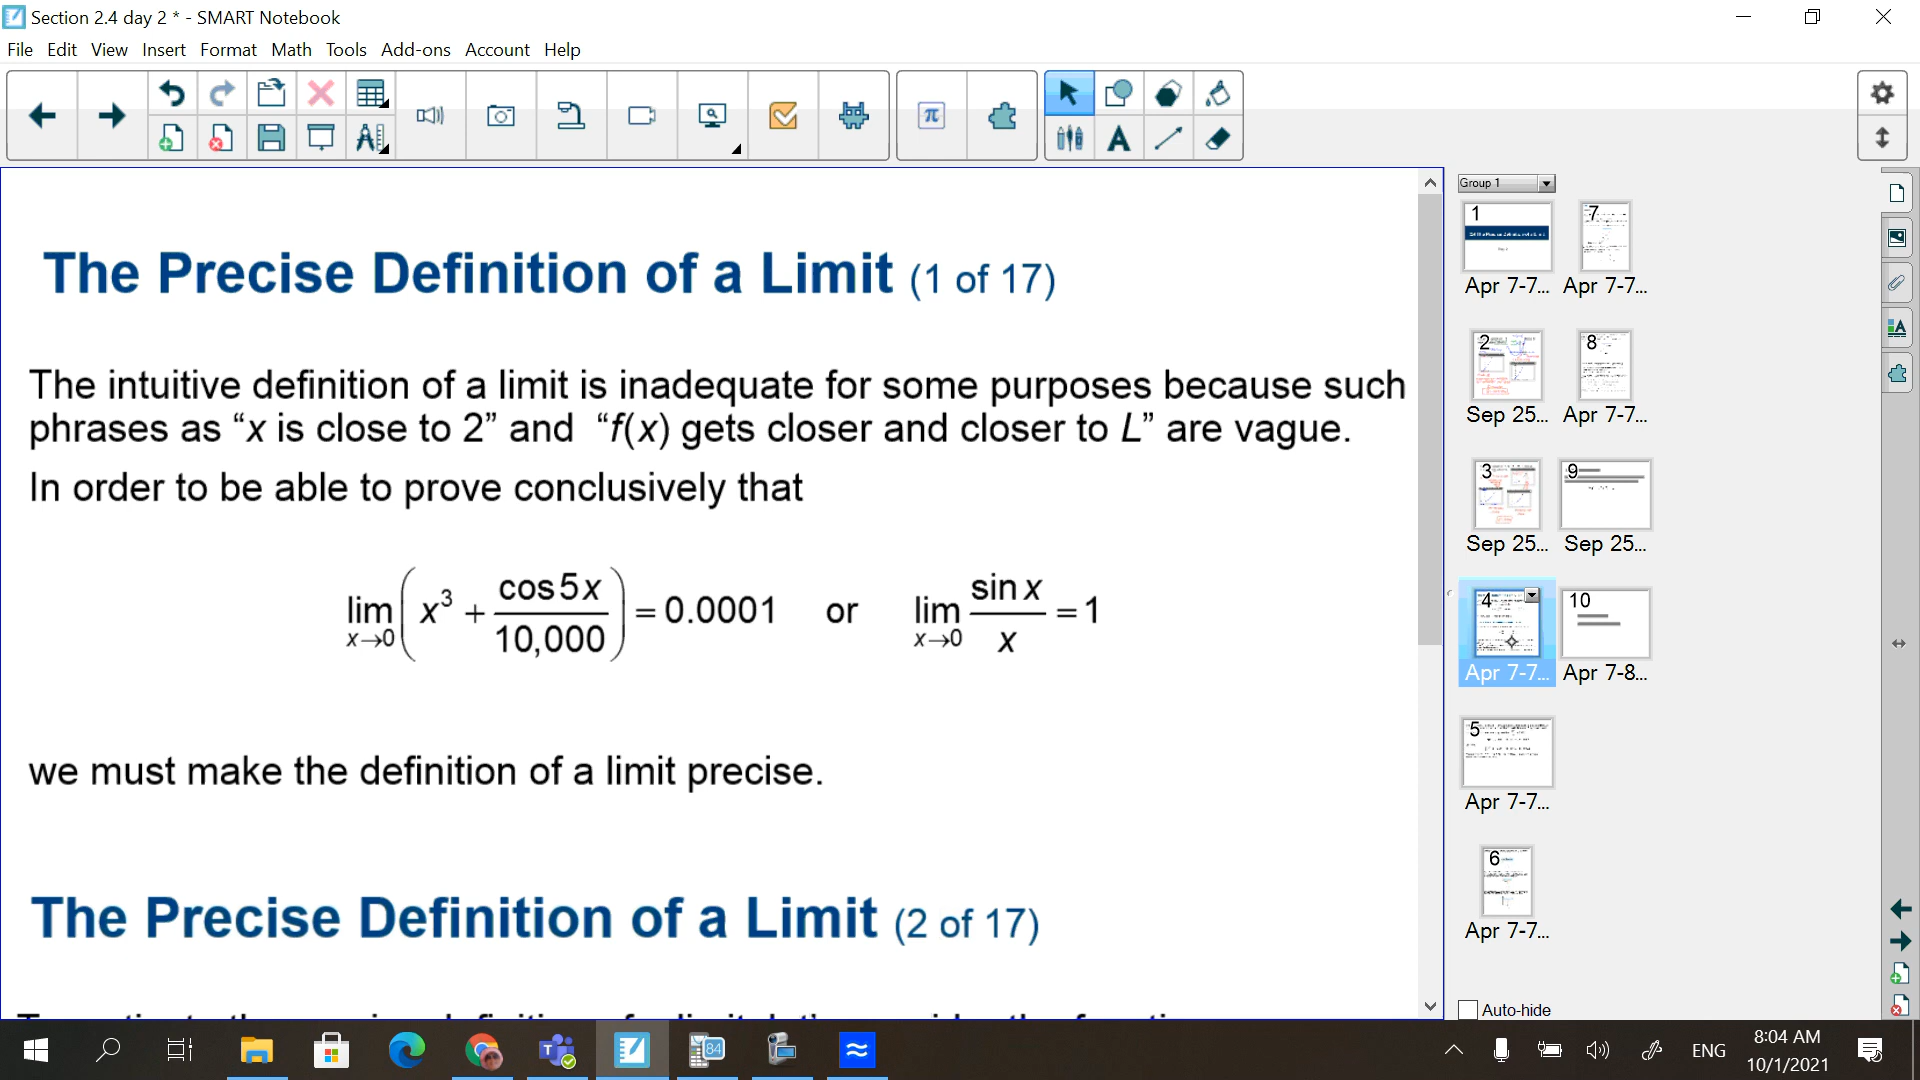 Section 2.4 day 2 * - SMART Notebook
File Edit View Insert Format Math Tools Add-ons Account Help
The Precise Definition of a Limit (1 of 17)
The intuitive definition of a limit is inadequate for some purposes because such
phrases as “x is close to 2” and “f(x) gets closer and closer to L” are vague.
In order to be able to prove conclusively that
lim x→0 ( x³ + cos 5x / 10,000 ) = 0.0001 or lim x→0 sin x / x = 1
we must make the definition of a limit precise.
The Precise Definition of a Limit (2 of 17)
Group 1
1 7
Apr 7-7... Apr 7-7...
2 8
Sep 25... Apr 7-7...
3 9
Sep 25... Sep 25...
4 10
Apr 7-7... Apr 7-8...
5
Apr 7-7...
6
Apr 7-7...
Auto-hide
84
ENG
8:04 AM
10/1/2021